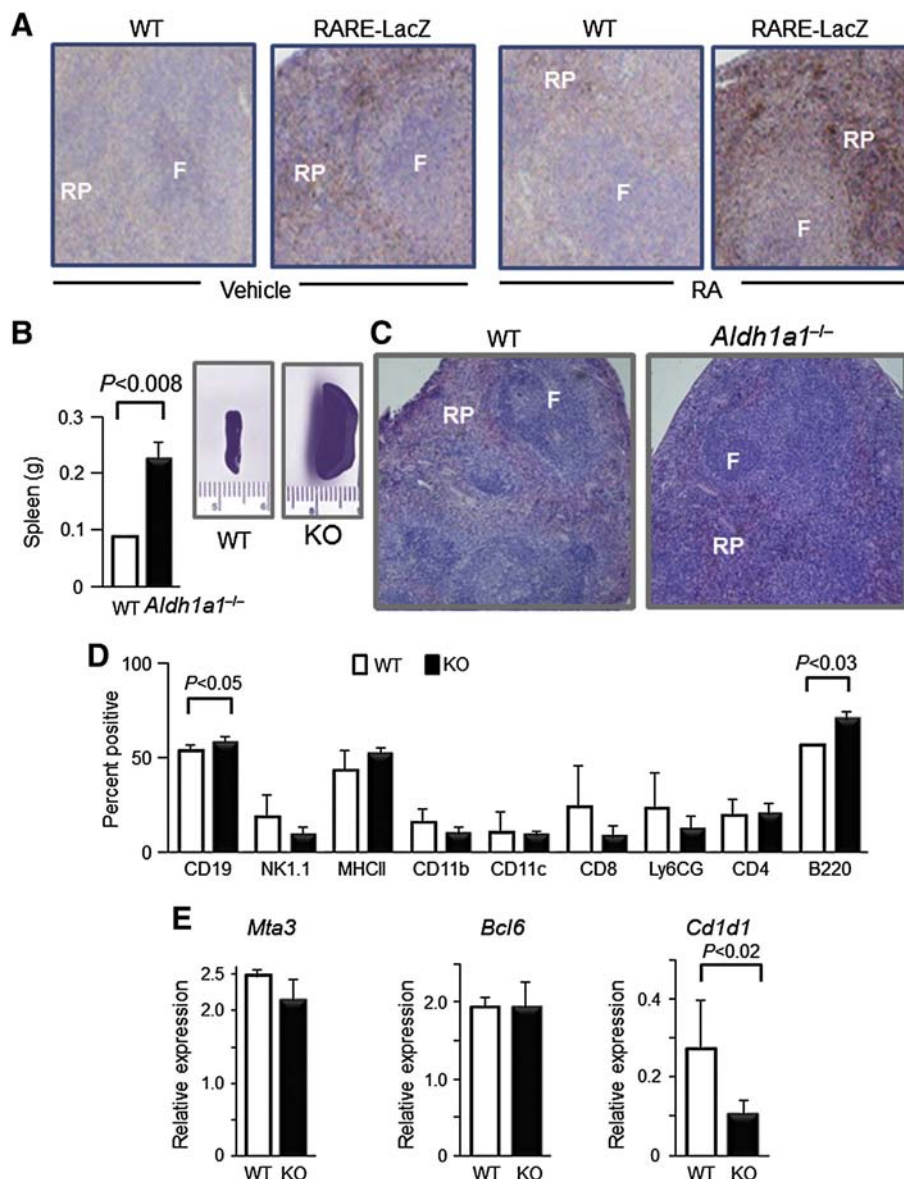 A
WT RARE-LacZ WT RARE-LacZ
RP F RP F RP F RP F
Vehicle RA
B
P<0.008
0.3
0.2
0.1
0
Spleen (g)
WT Aldh1a1–/–
WT KO
C
WT Aldh1a1–/–
RP F F RP
D
WT KO
100
50
0
Percent positive
P<0.05 P<0.03
CD19 NK1.1 MHCII CD11b CD11c CD8 Ly6CG CD4 B220
E
Mta3 Bcl6 Cd1d1
P<0.02
Relative expression
2.5
2.0
1.0
0
WT KO
Relative expression
2.0
1.0
0
WT KO
Relative expression
0.4
0.2
0
WT KO